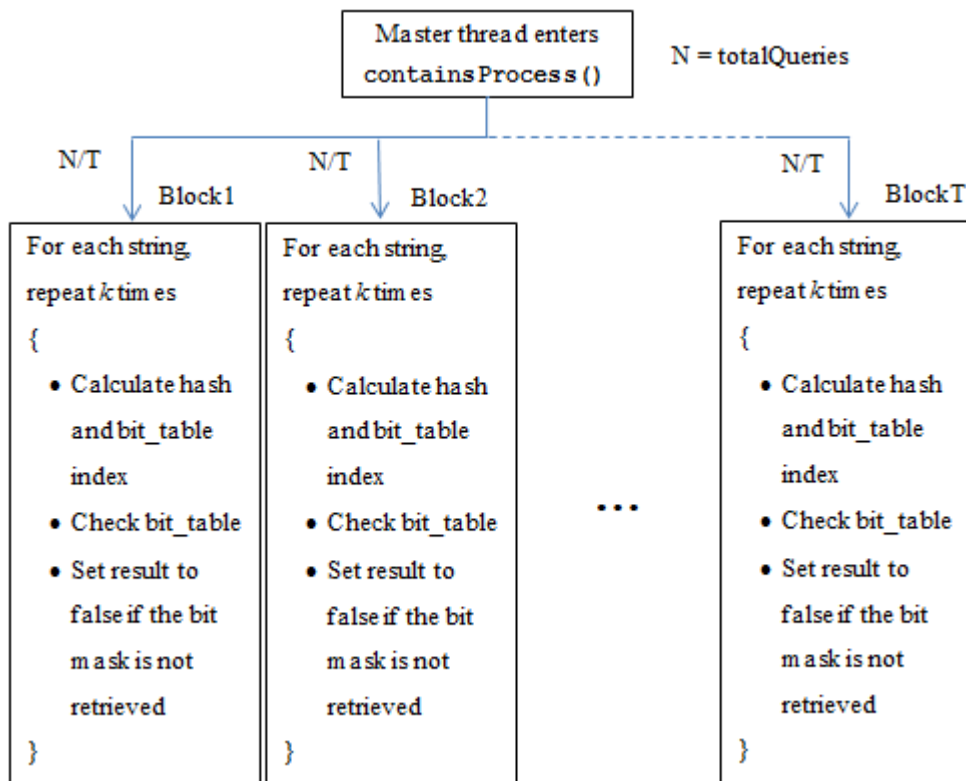 Master thread enters
containsProcess()
N = totalQueries
N/T
N/T
N/T
Block1
Block2
BlockT
For each string,
repeat k times
{
• Calculate hash
and bit_table
index
• Check bit_table
• Set result to
false if the bit
mask is not
retrieved
}
For each string,
repeat k times
{
• Calculate hash
and bit_table
index
• Check bit_table
• Set result to
false if the bit
mask is not
retrieved
}
...
For each string,
repeat k times
{
• Calculate hash
and bit_table
index
• Check bit_table
• Set result to
false if the bit
mask is not
retrieved
}